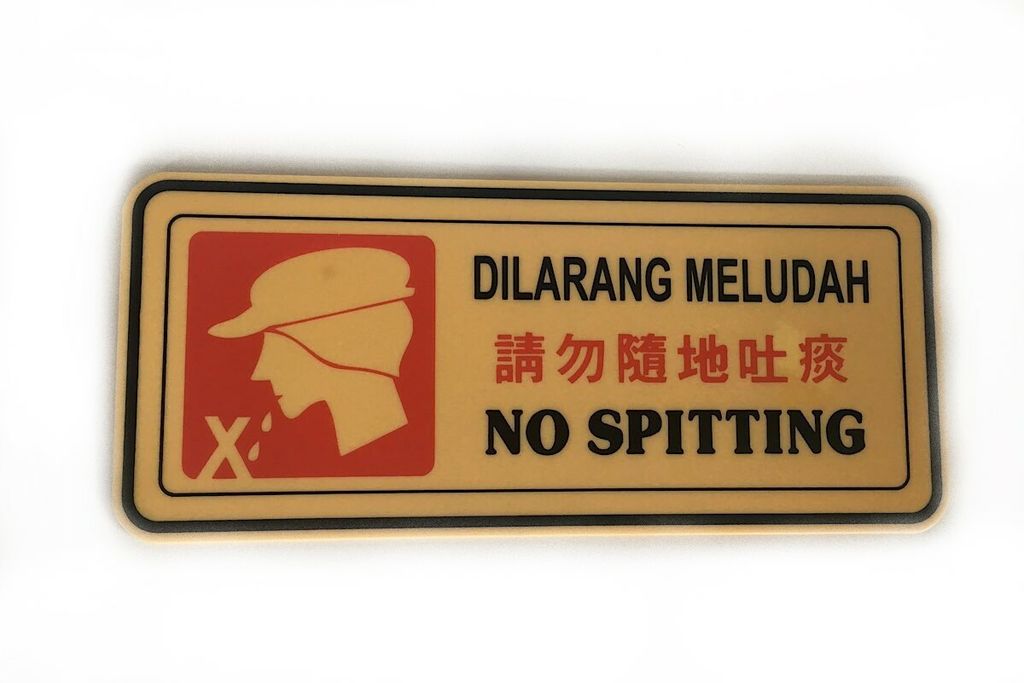 DILARANG MELUDAH
請勿隨地吐痰
NO SPITTING
X